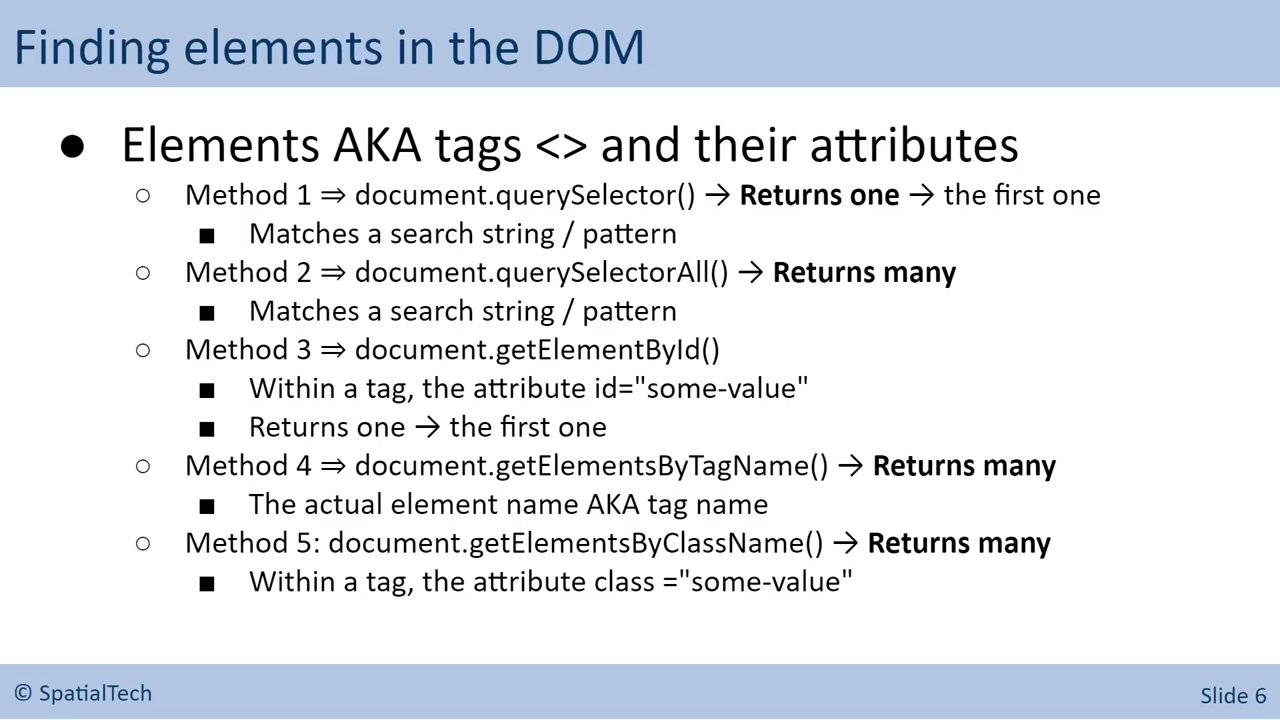 Finding elements in the DOM
● Elements AKA tags <> and their attributes
○ Method 1 ⇒ document.querySelector() → Returns one → the first one
■ Matches a search string / pattern
○ Method 2 ⇒ document.querySelectorAll() → Returns many
■ Matches a search string / pattern
○ Method 3 ⇒ document.getElementById()
■ Within a tag, the attribute id="some-value"
■ Returns one → the first one
○ Method 4 ⇒ document.getElementsByTagName() → Returns many
■ The actual element name AKA tag name
○ Method 5: document.getElementsByClassName() → Returns many
■ Within a tag, the attribute class ="some-value"
© SpatialTech
Slide 6